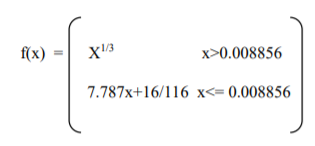 f(x) = X^1/3 x>0.008856
7.787x+16/116 x<= 0.008856